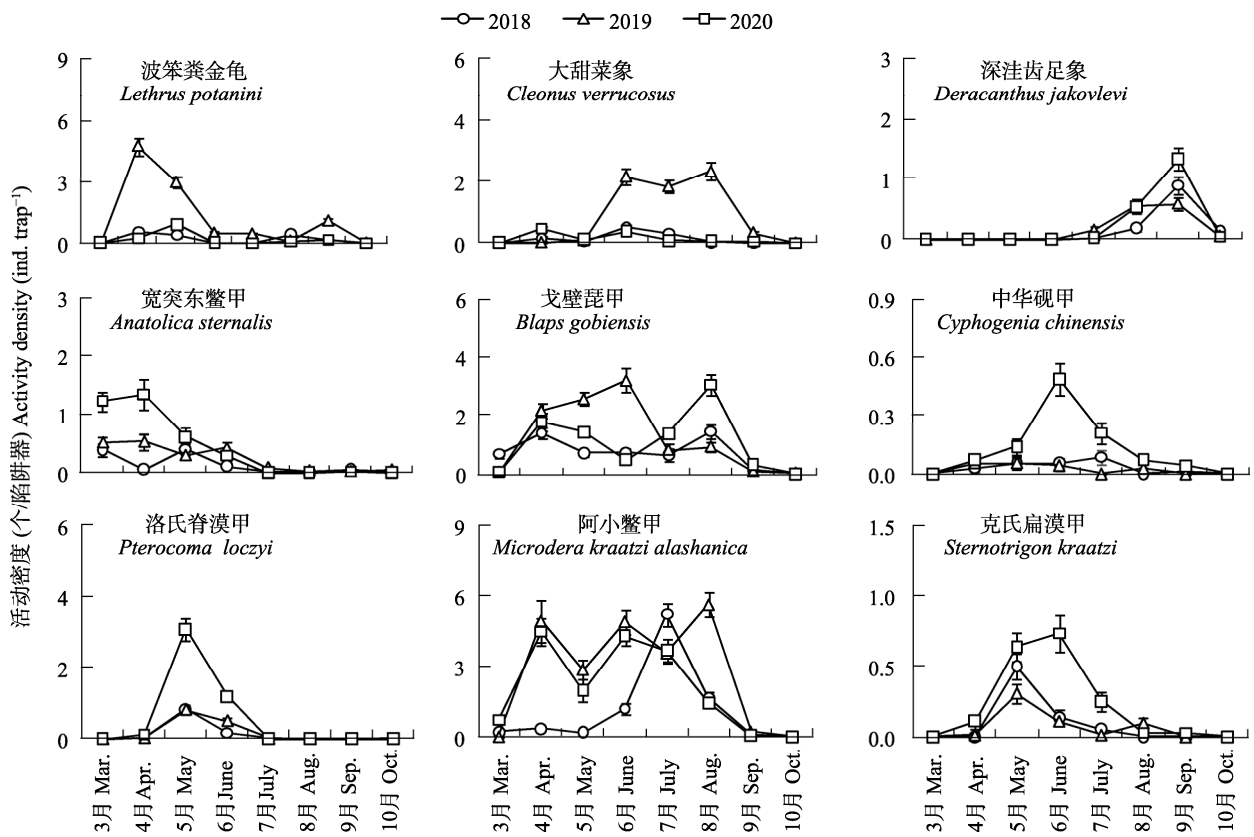 2018 2019 2020
活动密度 (个/陷阱器) Activity density (ind. trap⁻¹)
波笨粪金龟
Lethrus potanini
9
6
3
0
大甜菜象
Cleonus verrucosus
6
4
2
0
深洼齿足象
Deracanthus jakovlevi
3
2
1
0
宽突东鳖甲
Anatolica sternalis
3
2
1
0
戈壁琵甲
Blaps gobiensis
6
4
2
0
中华砚甲
Cyphogenia chinensis
0.9
0.6
0.3
0.0
洛氏脊漠甲
Pterocoma loczyi
6
4
2
0
阿小鳖甲
Microdera kraatzi alashanica
9
6
3
0
克氏扁漠甲
Sternotrigon kraatzi
1.5
1.0
0.5
0.0
3月 Mar.
4月 Apr.
5月 May
6月 June
7月 July
8月 Aug.
9月 Sep.
10月 Oct.
3月 Mar.
4月 Apr.
5月 May
6月 June
7月 July
8月 Aug.
9月 Sep.
10月 Oct.
3月 Mar.
4月 Apr.
5月 May
6月 June
7月 July
8月 Aug.
9月 Sep.
10月 Oct.